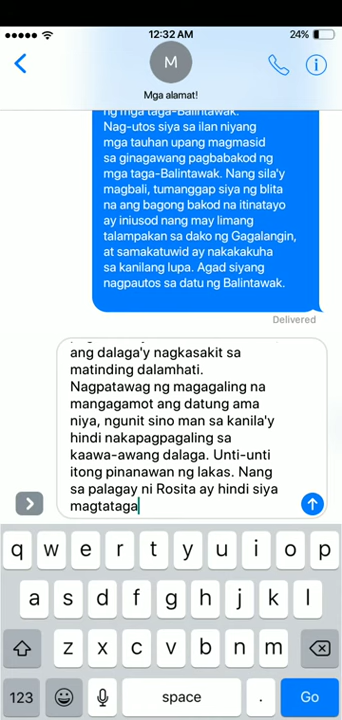 12:32 AM
24%
M
Mga alamat!
ng mga taga-Balintawak.
Nag-utos siya sa ilan niyang
mga tauhan upang magmasid
sa ginagawang pagbabakod ng
mga taga-Balintawak. Nang sila'y
magbali, tumanggap siya ng blita
na ang bagong bakod na itinatayo
ay iniusod nang may limang
talampakan sa dako ng Gagalangin,
at samakatuwid ay nakakuha
sa kanilang lupa. Agad siyang
nagpautos sa datu ng Balintawak.
Delivered
ang dalaga'y nagkasakit sa
matinding dalamhati.
Nagpatawag ng magagaling na
mangagamot ang datung ama
niya, ngunit sino man sa kanila'y
hindi nakapagpagaling sa
kaawa-awang dalaga. Unti-unti
itong pinanawan ng lakas. Nang
sa palagay ni Rosita ay hindi siya
magtataga
q w e r t y u i o p
a s d f g h j k l
z x c v b n m
123 space . Go